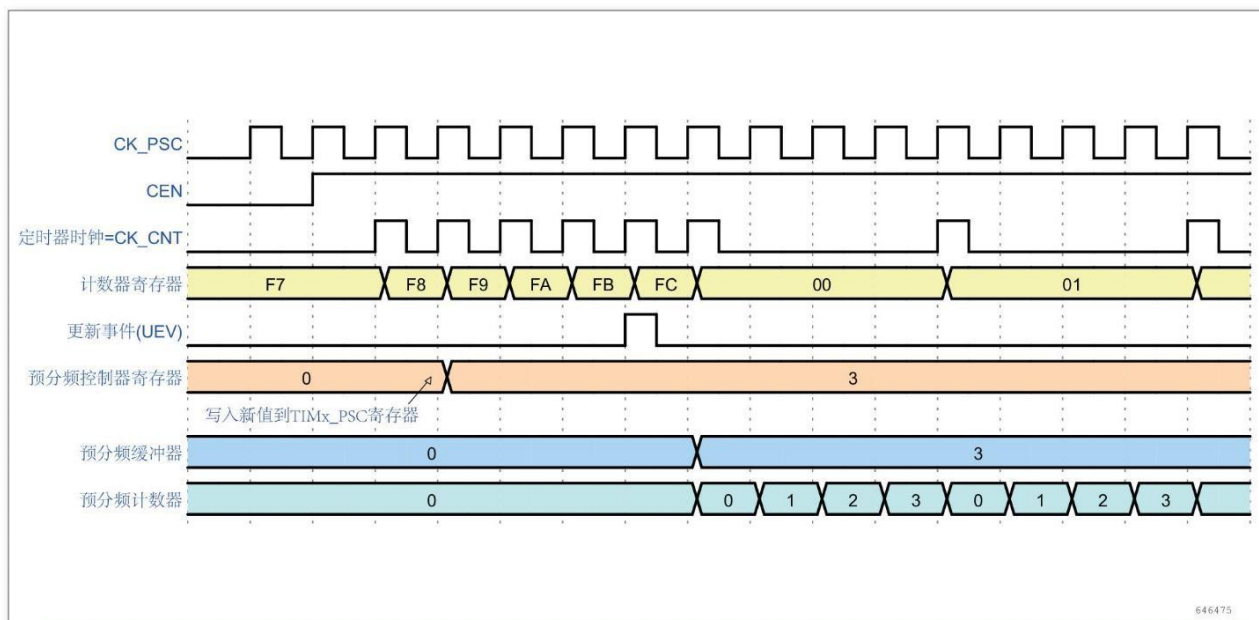 CK_PSC
CEN
定时器时钟=CK_CNT
计数器寄存器 F7 F8 F9 FA FB FC 00 01
更新事件(UEV)
预分频控制器寄存器 0 3
写入新值到TIMx_PSC寄存器
预分频缓冲器 0 3
预分频计数器 0 0 1 2 3 0 1 2 3
646475